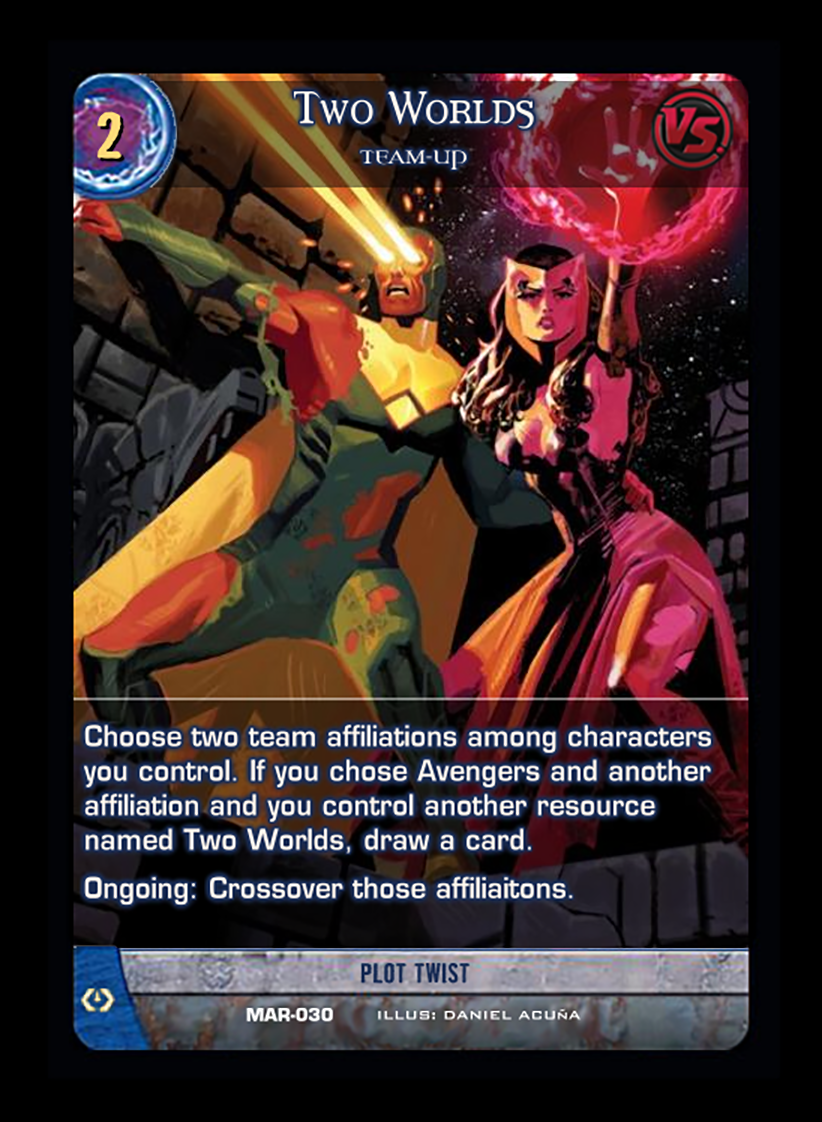 2
Two Worlds
VS.
TEAM-UP
Choose two team affiliations among characters
you control. If you chose Avengers and another
affiliation and you control another resource
named Two Worlds, draw a card.
Ongoing: Crossover those affiliaitons.
PLOT TWIST
MAR-030 ILLUS: DANIEL ACUÑA